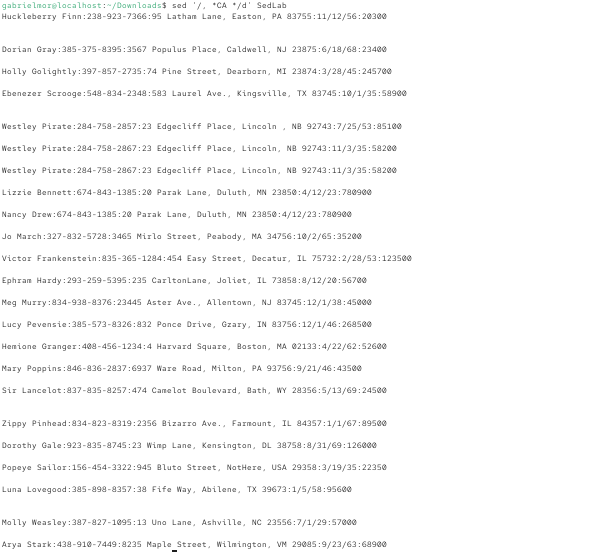 gabrielmor@localhost:~/Downloads$ sed '/, *CA */d' SedLab
Huckleberry Finn:238-923-7366:95 Latham Lane, Easton, PA 83755:11/12/56:20300
Dorian Gray:385-375-8395:3567 Populus Place, Caldwell, NJ 23875:6/18/68:23400
Holly Golightly:397-857-2735:74 Pine Street, Dearborn, MI 23874:3/28/45:245700
Ebenezer Scrooge:548-834-2348:583 Laurel Ave., Kingsville, TX 83745:10/1/35:58900
Westley Pirate:284-758-2857:23 Edgecliff Place, Lincoln , NB 92743:7/25/53:85100
Westley Pirate:284-758-2867:23 Edgecliff Place, Lincoln, NB 92743:11/3/35:58200
Westley Pirate:284-758-2867:23 Edgecliff Place, Lincoln, NB 92743:11/3/35:58200
Lizzie Bennett:674-843-1385:20 Parak Lane, Duluth, MN 23850:4/12/23:780900
Nancy Drew:674-843-1385:20 Parak Lane, Duluth, MN 23850:4/12/23:780900
Jo March:327-832-5728:3465 Mirlo Street, Peabody, MA 34756:10/2/65:35200
Victor Frankenstein:835-365-1284:454 Easy Street, Decatur, IL 75732:2/28/53:123500
Ephram Hardy:293-259-5395:235 CarltonLane, Joliet, IL 73858:8/12/20:56700
Meg Murry:834-938-8376:23445 Aster Ave., Allentown, NJ 83745:12/1/38:45000
Lucy Pevensie:385-573-8326:832 Ponce Drive, Gzary, IN 83756:12/1/46:268500
Hemione Granger:408-456-1234:4 Harvard Square, Boston, MA 02133:4/22/62:52600
Mary Poppins:846-836-2837:6937 Ware Road, Milton, PA 93756:9/21/46:43500
Sir Lancelot:837-835-8257:474 Camelot Boulevard, Bath, WY 28356:5/13/69:24500
Zippy Pinhead:834-823-8319:2356 Bizarro Ave., Farmount, IL 84357:1/1/67:89500
Dorothy Gale:923-835-8745:23 Wimp Lane, Kensington, DL 38758:8/31/69:126000
Popeye Sailor:156-454-3322:945 Bluto Street, NotHere, USA 29358:3/19/35:22350
Luna Lovegood:385-898-8357:38 Fife Way, Abilene, TX 39673:1/5/58:95600
Molly Weasley:387-827-1095:13 Uno Lane, Ashville, NC 23556:7/1/29:57000
Arya Stark:438-910-7449:8235 Maple Street, Wilmington, VM 29085:9/23/63:68900